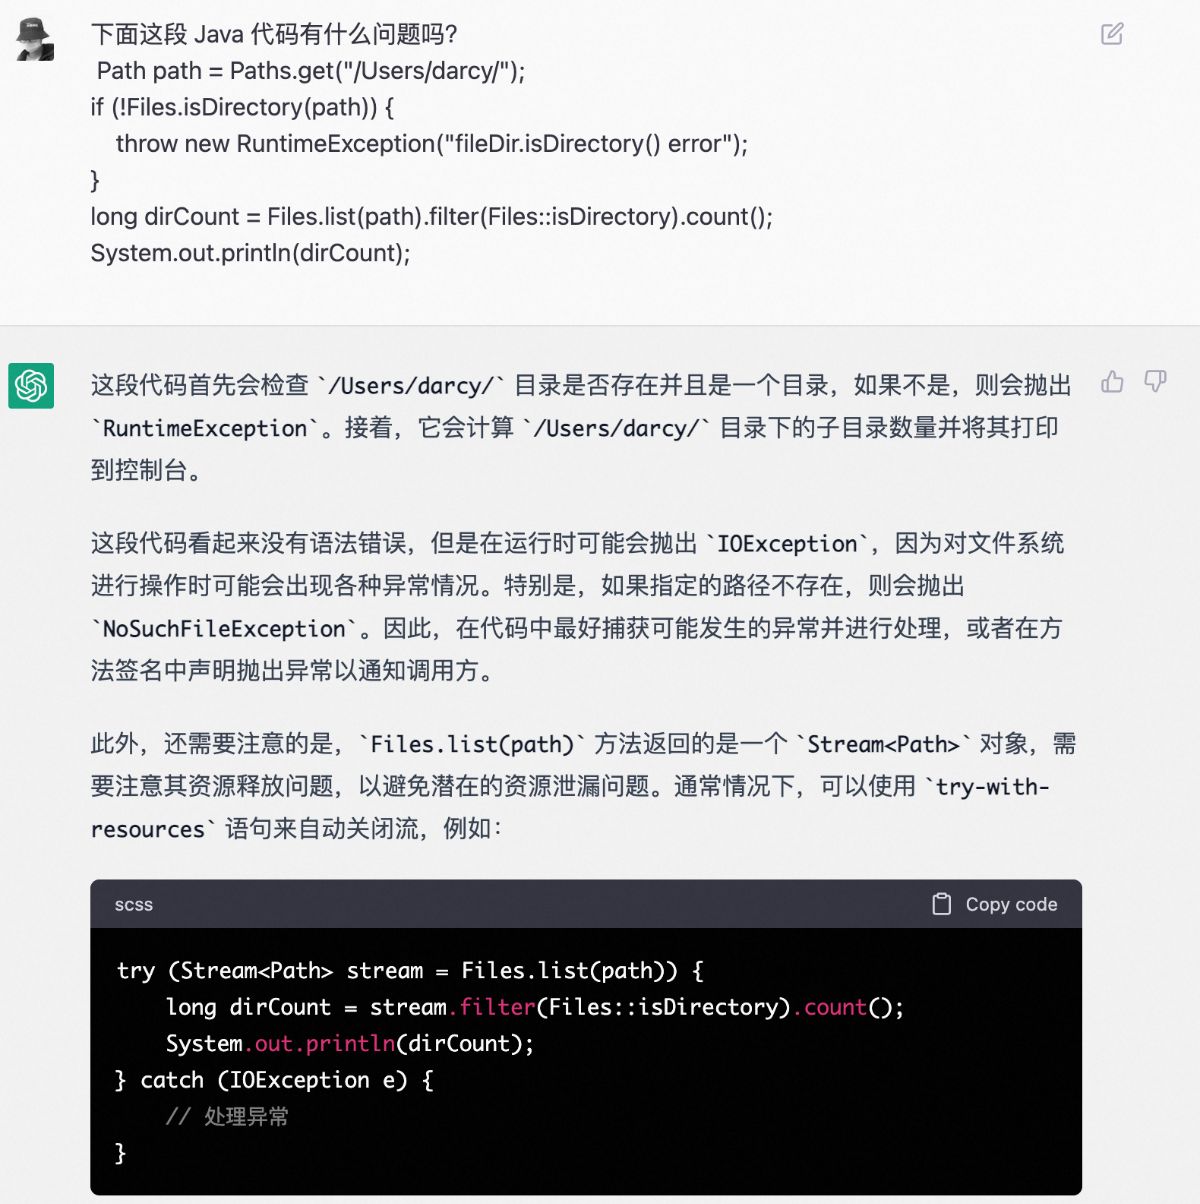 下面这段 Java 代码有什么问题吗?
Path path = Paths.get("/Users/darcy/");
if (!Files.isDirectory(path)) {
    throw new RuntimeException("fileDir.isDirectory() error");
}
long dirCount = Files.list(path).filter(Files::isDirectory).count();
System.out.println(dirCount);
这段代码首先会检查 `/Users/darcy/` 目录是否存在并且是一个目录，如果不是，则会抛出
`RuntimeException`。接着，它会计算 `/Users/darcy/` 目录下的子目录数量并将其打印
到控制台。
这段代码看起来没有语法错误，但是在运行时可能会抛出 `IOException`，因为对文件系统
进行操作时可能会出现各种异常情况。特别是，如果指定的路径不存在，则会抛出
`NoSuchFileException`。因此，在代码中最好捕获可能发生的异常并进行处理，或者在方
法签名中声明抛出异常以通知调用方。
此外，还需要注意的是，`Files.list(path)` 方法返回的是一个 `Stream<Path>` 对象，需
要注意其资源释放问题，以避免潜在的资源泄漏问题。通常情况下，可以使用 `try-with-
resources` 语句来自动关闭流，例如：
scss
Copy code
try (Stream<Path> stream = Files.list(path)) {
    long dirCount = stream.filter(Files::isDirectory).count();
    System.out.println(dirCount);
} catch (IOException e) {
    // 处理异常
}